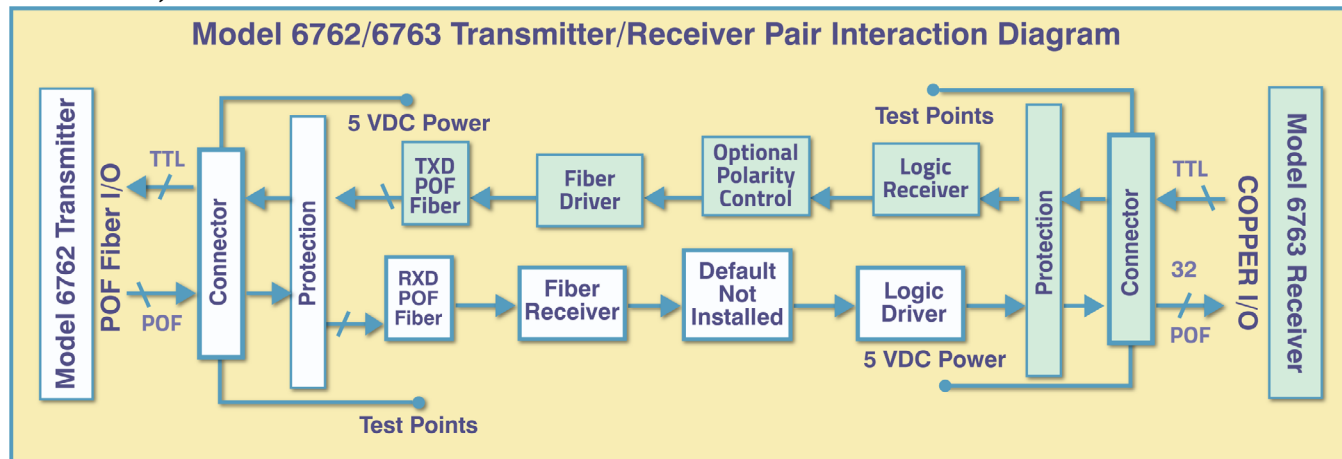 Model 6762/6763 Transmitter/Receiver Pair Interaction Diagram
Model 6762 Transmitter
POF Fiber I/O
TTL
POF
Connector
5 VDC Power
Test Points
Protection
TXD
POF
Fiber
Fiber
Driver
Optional
Polarity
Control
Logic
Receiver
RXD
POF
Fiber
Fiber
Receiver
Default
Not
Installed
Logic
Driver
Test Points
5 VDC Power
Protection
Connector
TTL
32
POF
COPPER I/O
Model 6763 Receiver